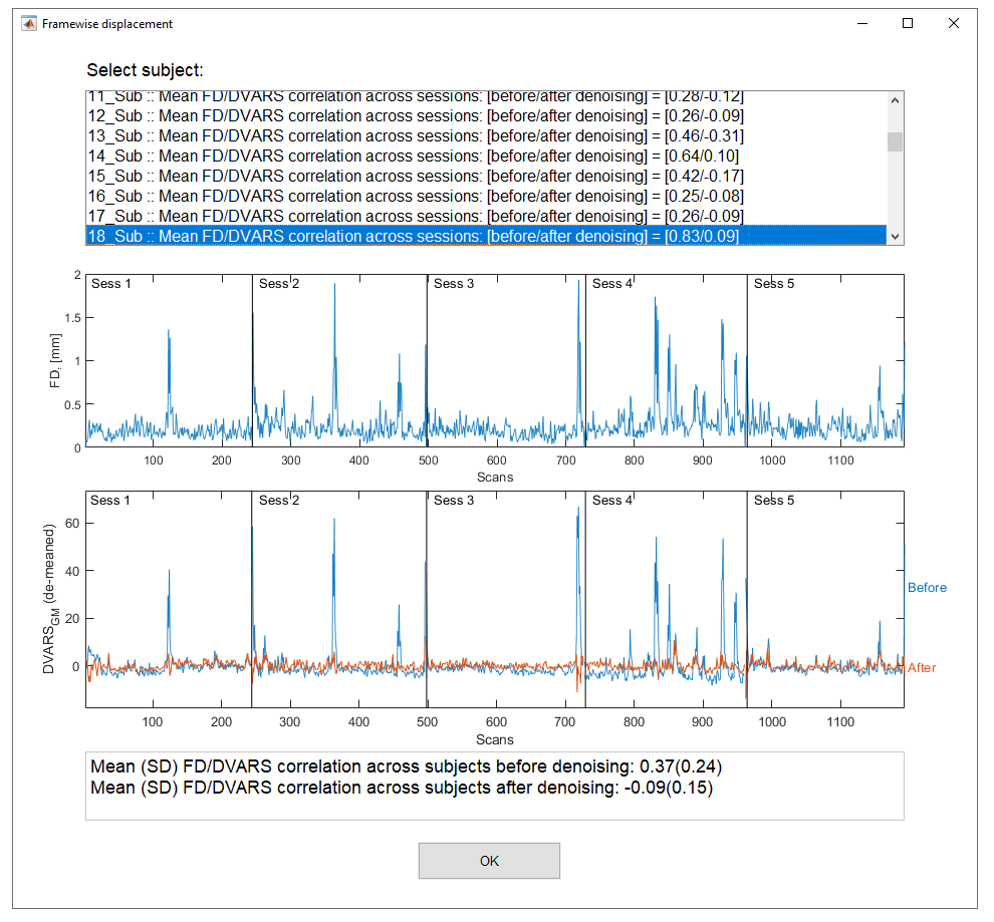 Framewise displacement
Select subject:
11_Sub :: Mean FD/DVARS correlation across sessions: [before/after denoising] = [0.28/-0.12]
12_Sub :: Mean FD/DVARS correlation across sessions: [before/after denoising] = [0.26/-0.09]
13_Sub :: Mean FD/DVARS correlation across sessions: [before/after denoising] = [0.46/-0.31]
14_Sub :: Mean FD/DVARS correlation across sessions: [before/after denoising] = [0.64/0.10]
15_Sub :: Mean FD/DVARS correlation across sessions: [before/after denoising] = [0.42/-0.17]
16_Sub :: Mean FD/DVARS correlation across sessions: [before/after denoising] = [0.25/-0.08]
17_Sub :: Mean FD/DVARS correlation across sessions: [before/after denoising] = [0.26/-0.09]
18_Sub :: Mean FD/DVARS correlation across sessions: [before/after denoising] = [0.83/0.09]
Sess 1 Sess 2 Sess 3 Sess 4 Sess 5
2
1.5
1
0.5
0
FD, [mm]
100 200 300 400 500 600 700 800 900 1000 1100
Scans
Sess 1 Sess 2 Sess 3 Sess 4 Sess 5
60
40
20
0
DVARS_GM (de-meaned)
Before
After
100 200 300 400 500 600 700 800 900 1000 1100
Scans
Mean (SD) FD/DVARS correlation across subjects before denoising: 0.37(0.24)
Mean (SD) FD/DVARS correlation across subjects after denoising: -0.09(0.15)
OK